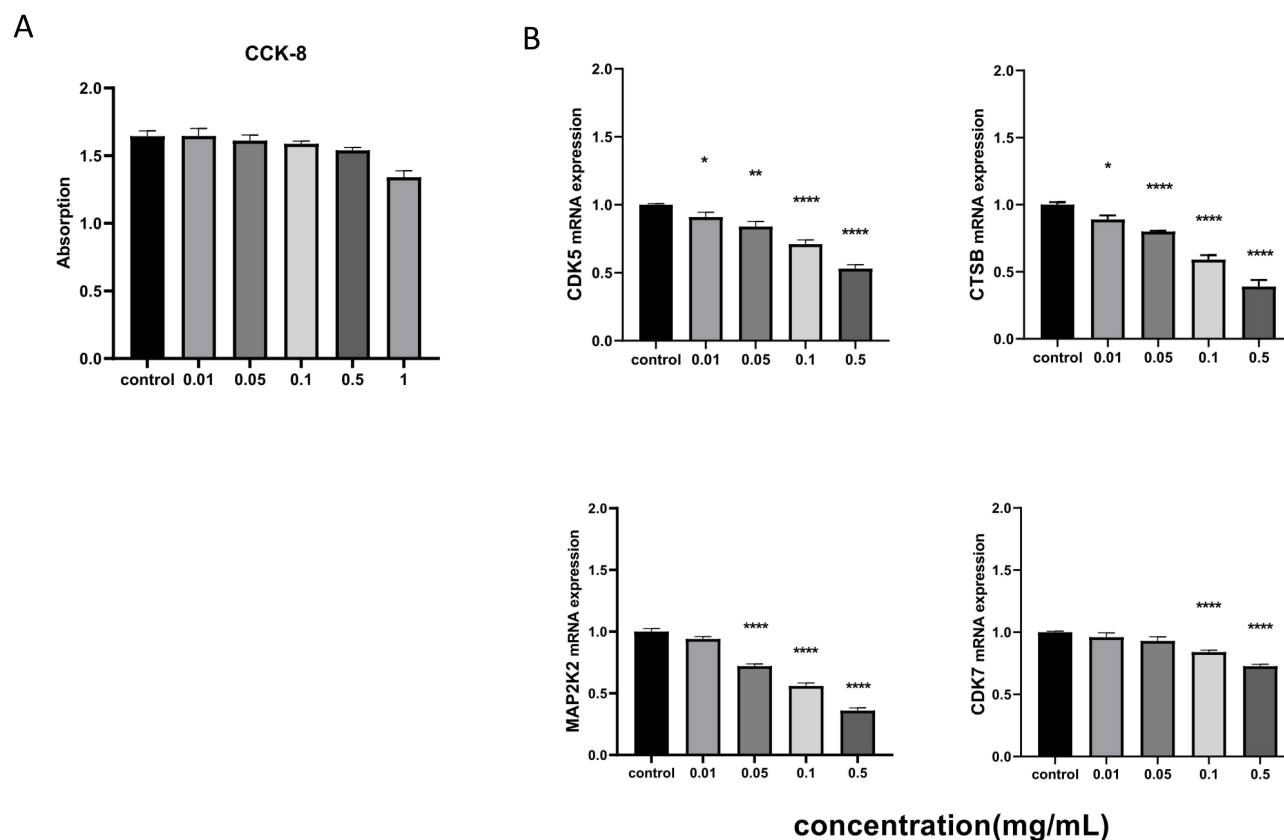 A
CCK-8
Absorption
2.0
1.5
1.0
0.5
0.0
control 0.01 0.05 0.1 0.5 1
B
CDK5 mRNA expression
2.0
1.5
1.0
0.5
0.0
* ** **** ****
control 0.01 0.05 0.1 0.5
CTSB mRNA expression
2.0
1.5
1.0
0.5
0.0
* **** **** ****
control 0.01 0.05 0.1 0.5
MAP2K2 mRNA expression
2.0
1.5
1.0
0.5
0.0
**** **** ****
control 0.01 0.05 0.1 0.5
CDK7 mRNA expression
2.0
1.5
1.0
0.5
0.0
**** ****
control 0.01 0.05 0.1 0.5
concentration(mg/mL)